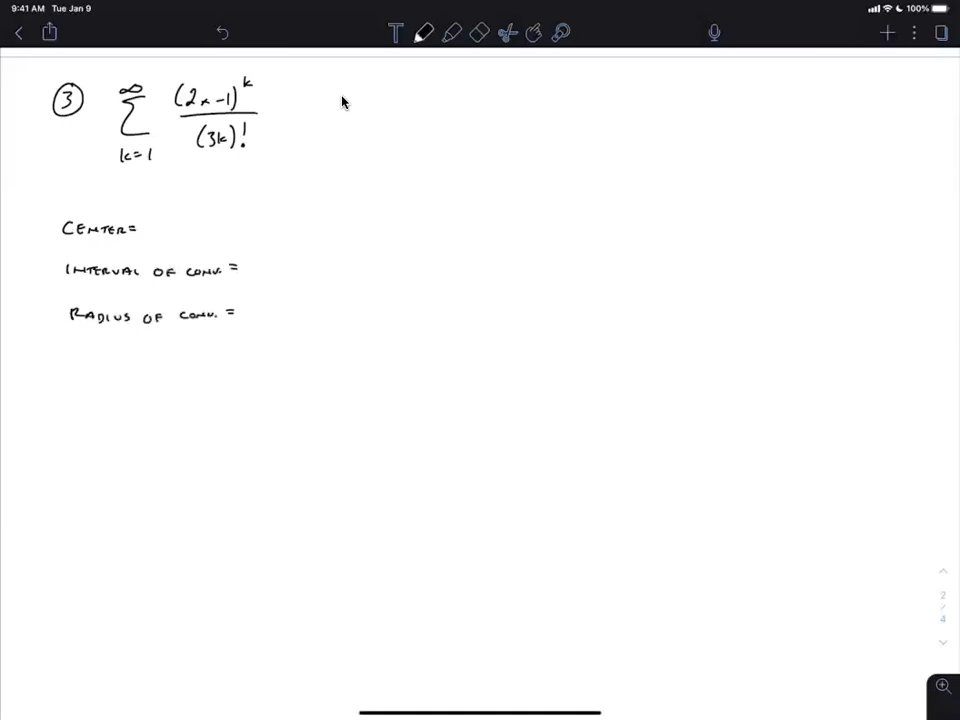 9:41 AM Tue Jan 9
100%
T
③ ∞ Σ k=1 (2x-1)^k / (3k)!
CENTER=
INTERVAL OF CONV. =
RADIUS OF CONV. =
2
/
4